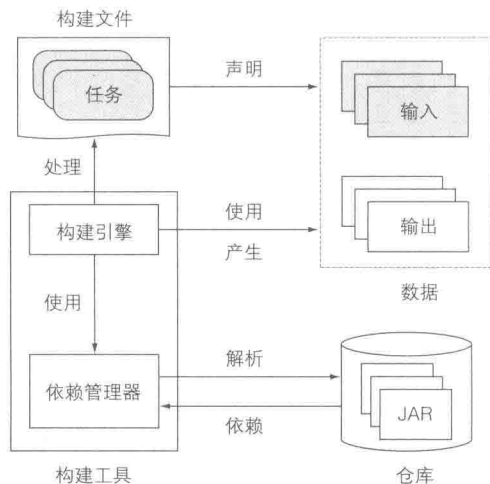 构建文件
任务
声明
输入
处理
构建引擎
使用
产生
输出
使用
数据
依赖管理器
解析
依赖
JAR
构建工具
仓库